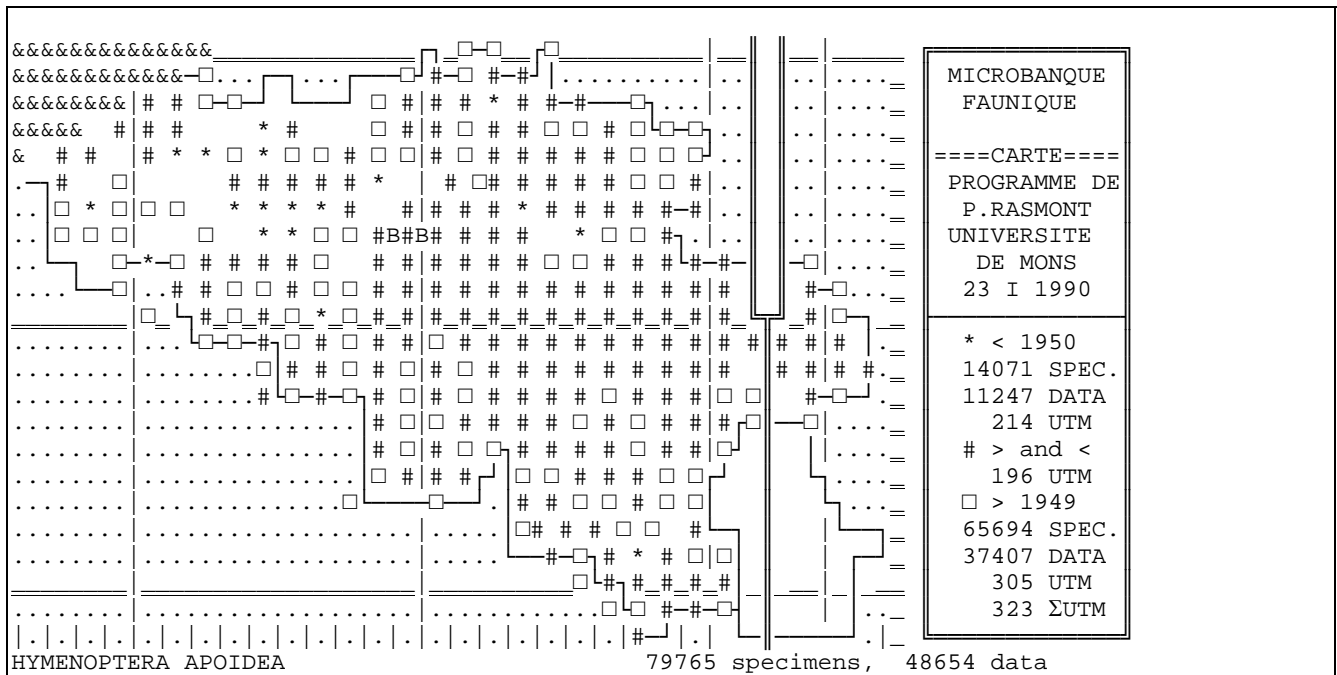 MICROBANQUE
FAUNIQUE
====CARTE====
PROGRAMME DE
P.RASMONT
UNIVERSITE
DE MONS
23 I 1990
* < 1950
14071 SPEC.
11247 DATA
214 UTM
# > and <
196 UTM
□ > 1949
65694 SPEC.
37407 DATA
305 UTM
323 ΣUTM
HYMENOPTERA APOIDEA 79765 specimens, 48654 data